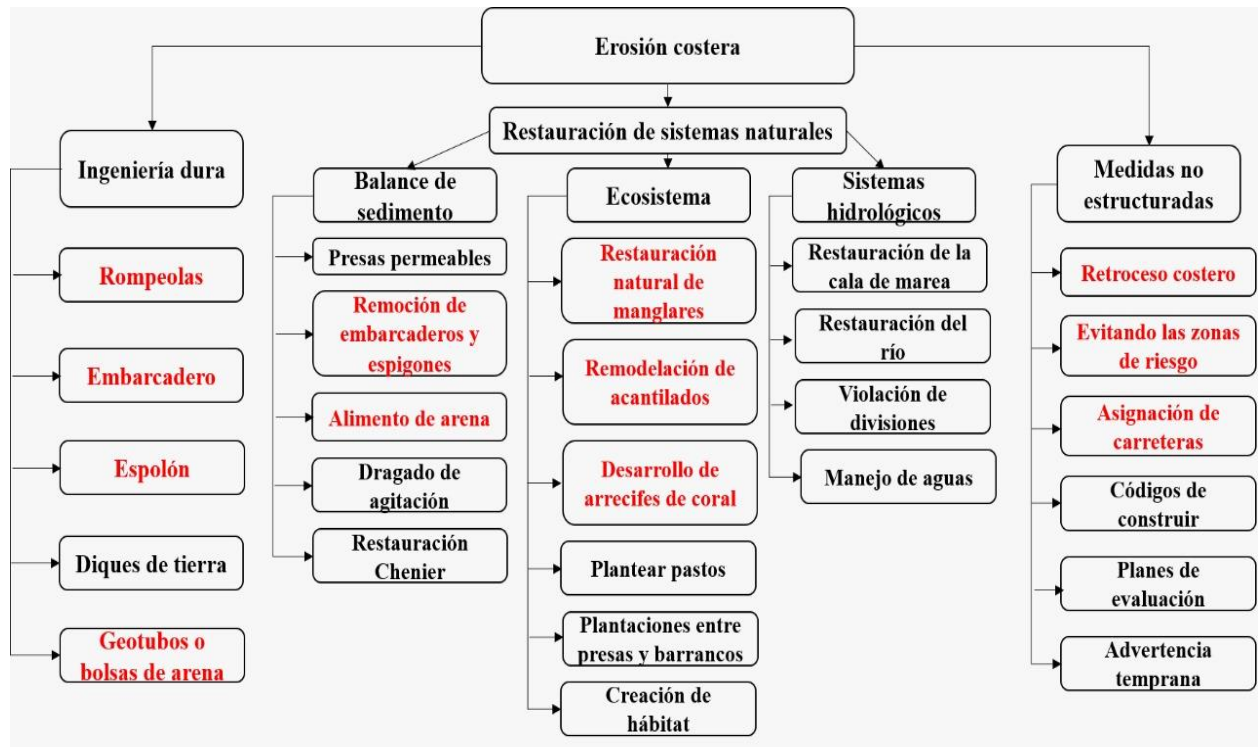 Erosión costera
Restauración de sistemas naturales
Ingeniería dura
Rompeolas
Embarcadero
Espolón
Diques de tierra
Geotubos o
bolsas de arena
Balance de
sedimento
Presas permeables
Remoción de
embarcaderos y
espigones
Alimento de arena
Dragado de
agitación
Restauración
Chenier
Ecosistema
Restauración
natural de
manglares
Remodelación de
acantilados
Desarrollo de
arrecifes de coral
Plantear pastos
Plantaciones entre
presas y barrancos
Creación de
hábitat
Sistemas
hidrológicos
Restauración de la
cala de marea
Restauración del
río
Violación de
divisiones
Manejo de aguas
Medidas no
estructuradas
Retroceso costero
Evitando las zonas
de riesgo
Asignación de
carreteras
Códigos de
construir
Planes de
evaluación
Advertencia
temprana